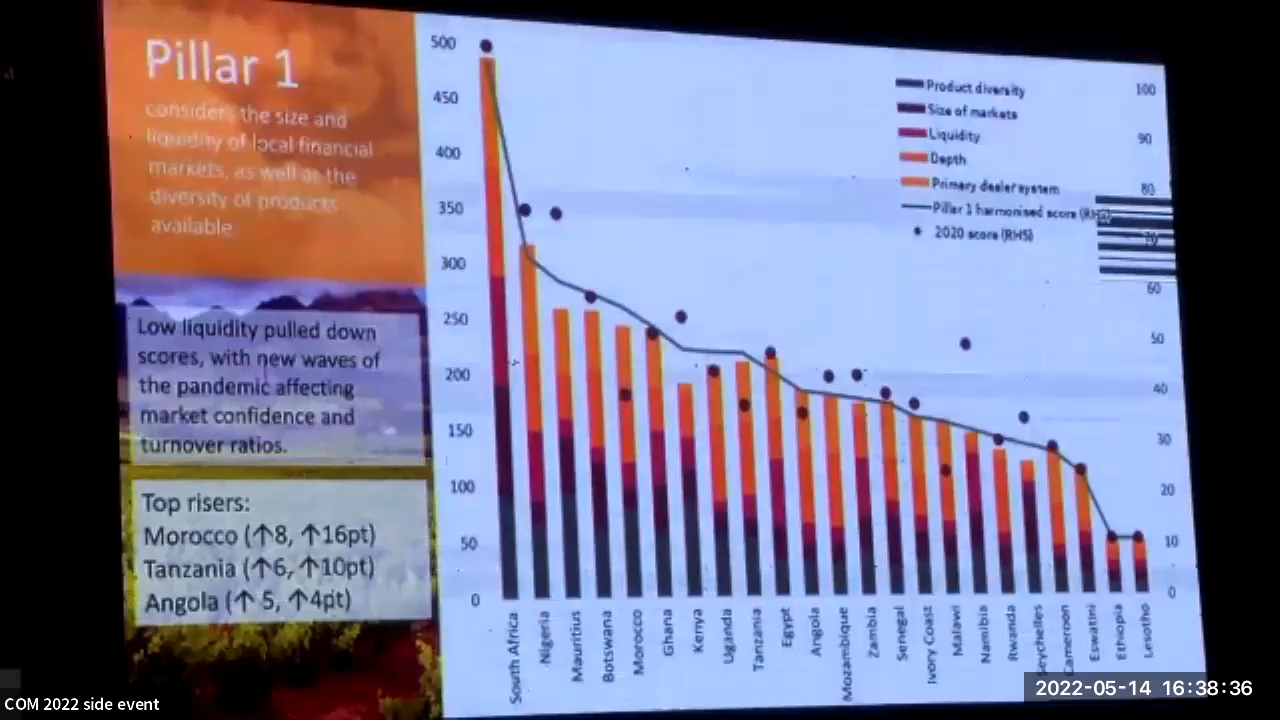 Pillar 1
considers the size and
liquidity of local financial
markets, as well as the
diversity of products
available.
Low liquidity pulled down
scores, with new waves of
the pandemic affecting
market confidence and
turnover ratios.
Top risers:
Morocco (↑8, ↑16pt)
Tanzania (↑6, ↑10pt)
Angola (↑ 5, ↑4pt)
500
450
400
350
300
250
200
150
100
50
0
Product diversity
Size of markets
Liquidity
Depth
Primary dealer system
Pillar 1 harmonised score (RHS)
2020 score (RHS)
100
90
80
70
60
50
40
30
20
10
0
South Africa
Nigeria
Mauritius
Botswana
Morocco
Ghana
Kenya
Uganda
Tanzania
Egypt
Angola
Mozambique
Zambia
Senegal
Ivory Coast
Malawi
Namibia
Rwanda
Seychelles
Cameroon
Eswatini
Ethiopia
Lesotho
2022-05-14 16:38:36
COM 2022 side event